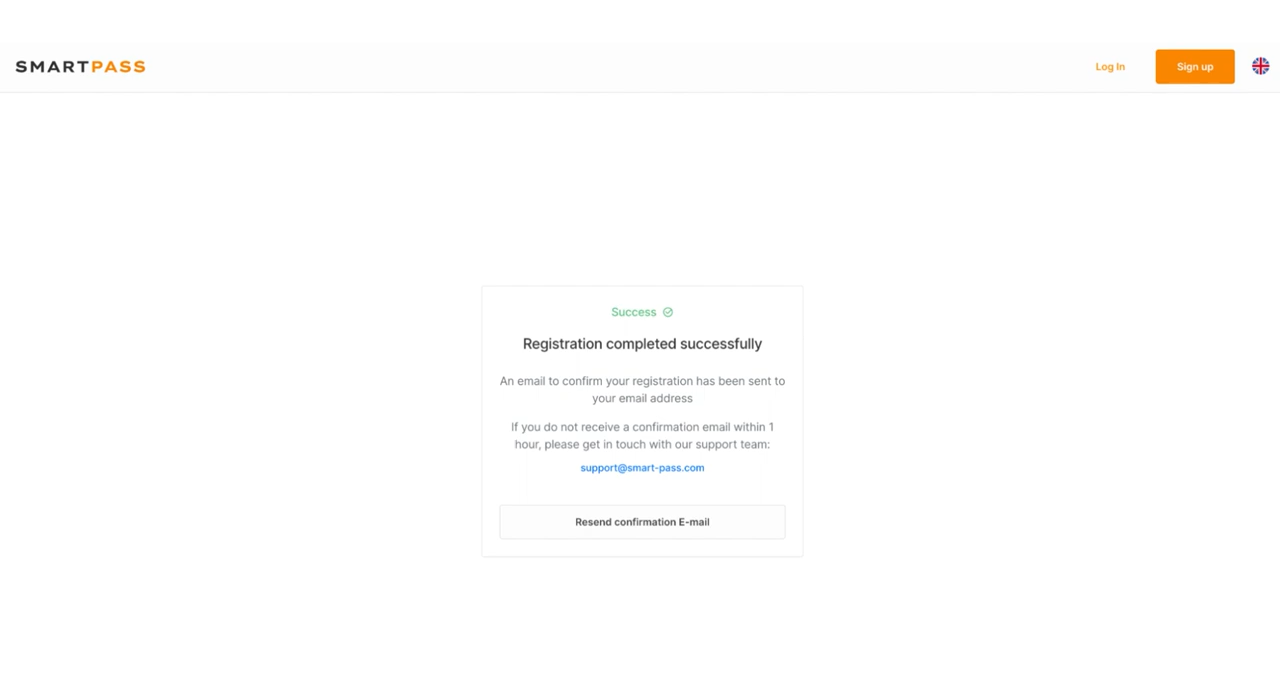 SMARTPASS
Log In
Sign up
Success
Registration completed successfully
An email to confirm your registration has been sent to
your email address
If you do not receive a confirmation email within 1
hour, please get in touch with our support team:
support@smart-pass.com
Resend confirmation E-mail